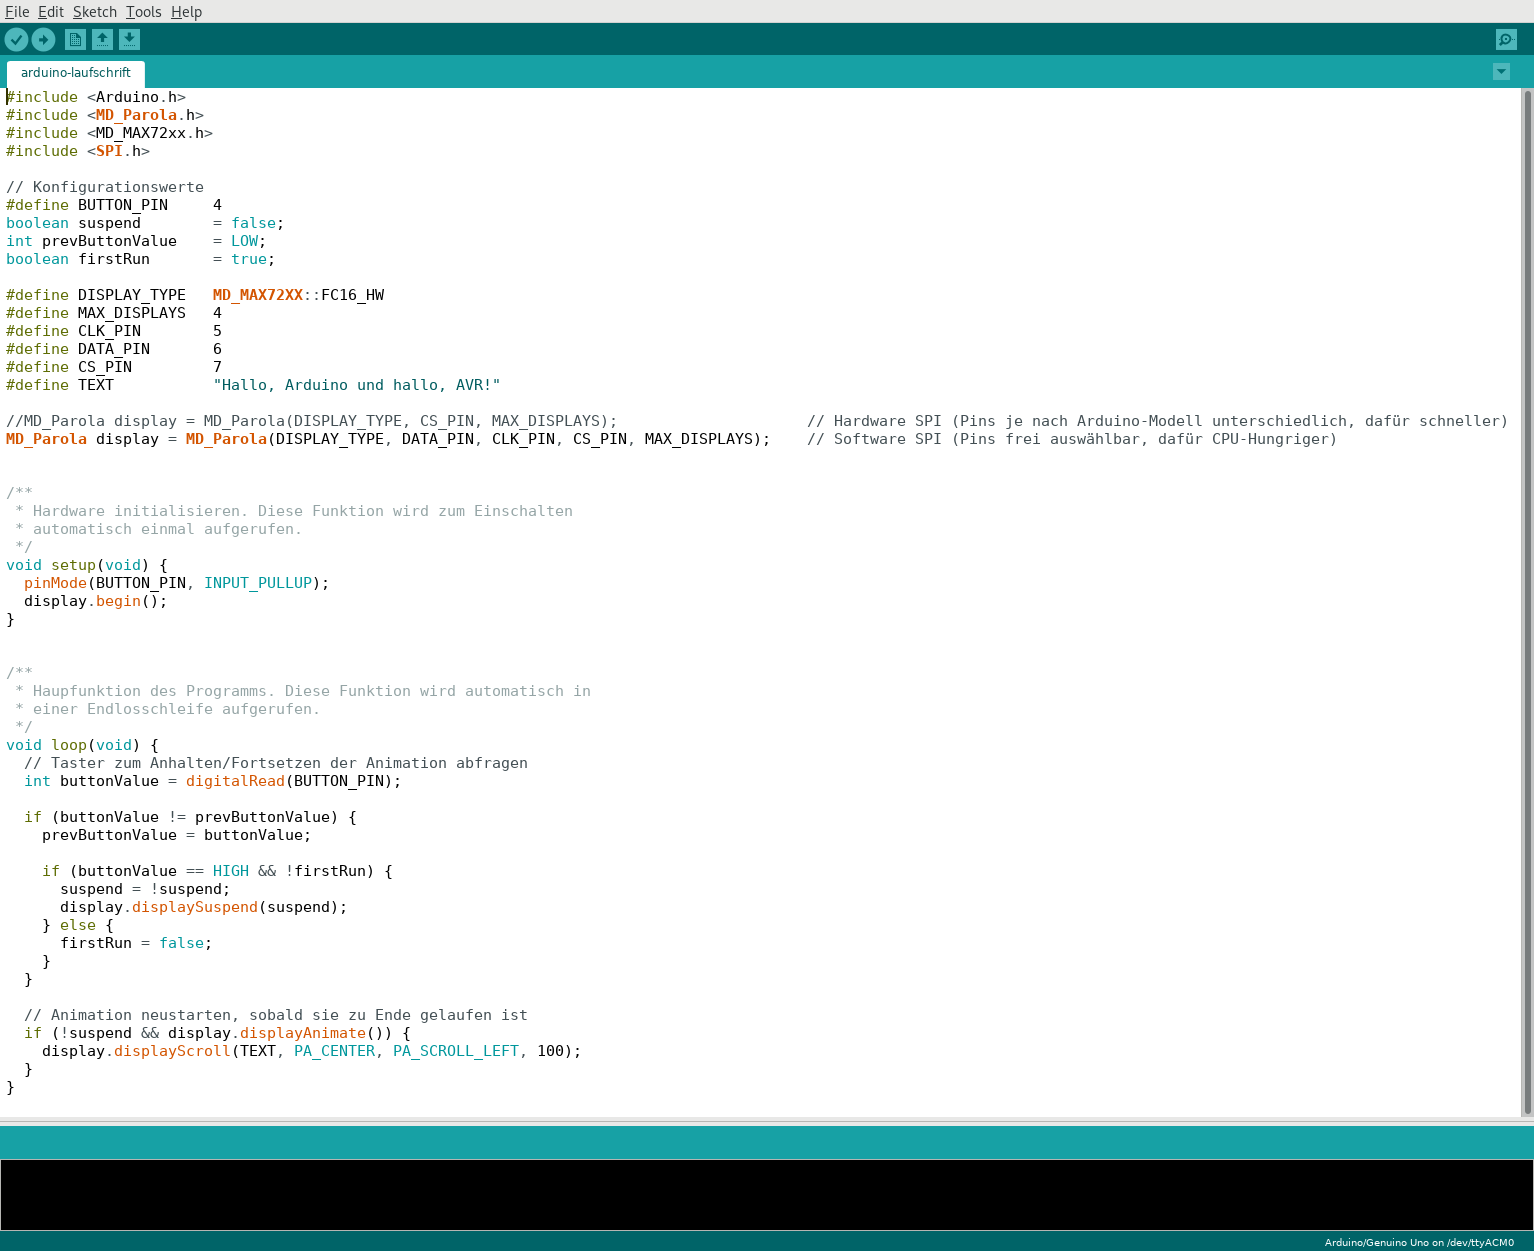 File Edit Sketch Tools Help
arduino-laufschrift
#include <Arduino.h>
#include <MD_Parola.h>
#include <MD_MAX72xx.h>
#include <SPI.h>
// Konfigurationswerte
#define BUTTON_PIN     4
boolean suspend        = false;
int prevButtonValue    = LOW;
boolean firstRun       = true;
#define DISPLAY_TYPE   MD_MAX72XX::FC16_HW
#define MAX_DISPLAYS   4
#define CLK_PIN        5
#define DATA_PIN       6
#define CS_PIN         7
#define TEXT           "Hallo, Arduino und hallo, AVR!"
//MD_Parola display = MD_Parola(DISPLAY_TYPE, CS_PIN, MAX_DISPLAYS);                     // Hardware SPI (Pins je nach Arduino-Modell unterschiedlich, dafür schneller)
MD_Parola display = MD_Parola(DISPLAY_TYPE, DATA_PIN, CLK_PIN, CS_PIN, MAX_DISPLAYS);    // Software SPI (Pins frei auswählbar, dafür CPU-Hungriger)
/**
 * Hardware initialisieren. Diese Funktion wird zum Einschalten
 * automatisch einmal aufgerufen.
 */
void setup(void) {
  pinMode(BUTTON_PIN, INPUT_PULLUP);
  display.begin();
}
/**
 * Haupfunktion des Programms. Diese Funktion wird automatisch in
 * einer Endlosschleife aufgerufen.
 */
void loop(void) {
  // Taster zum Anhalten/Fortsetzen der Animation abfragen
  int buttonValue = digitalRead(BUTTON_PIN);
  if (buttonValue != prevButtonValue) {
    prevButtonValue = buttonValue;
    if (buttonValue == HIGH && !firstRun) {
      suspend = !suspend;
      display.displaySuspend(suspend);
    } else {
      firstRun = false;
    }
  }
  // Animation neustarten, sobald sie zu Ende gelaufen ist
  if (!suspend && display.displayAnimate()) {
    display.displayScroll(TEXT, PA_CENTER, PA_SCROLL_LEFT, 100);
  }
}
Arduino/Genuino Uno on /dev/ttyACM0